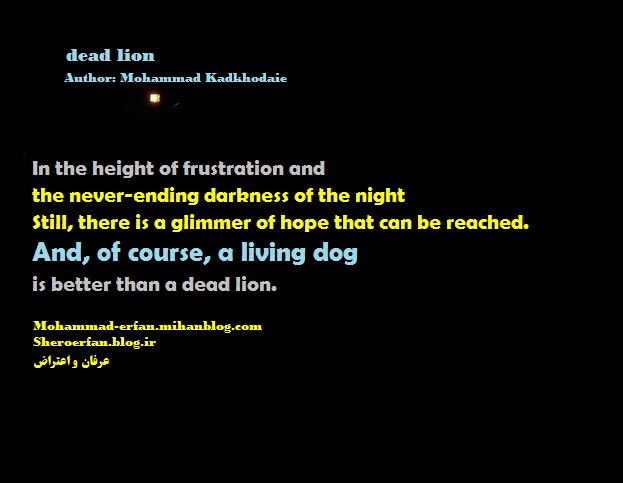 dead lion
Author: Mohammad Kadkhodaie
In the height of frustration and
the never-ending darkness of the night
Still, there is a glimmer of hope that can be reached.
And, of course, a living dog
is better than a dead lion.
Mohammad-erfan.mihanblog.com
Sheroerfan.blog.ir
عرفان و اعتراض